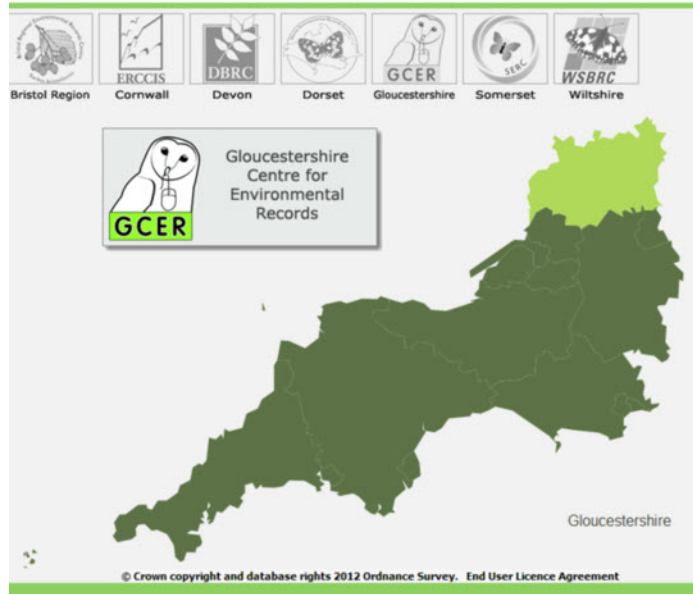 ERCCIS
DBRC
GCER
SERC
WSBRC
Bristol Region
Cornwall
Devon
Dorset
Gloucestershire
Somerset
Wiltshire
GCER
Gloucestershire
Centre for
Environmental
Records
Gloucestershire
© Crown copyright and database rights 2012 Ordnance Survey. End User Licence Agreement